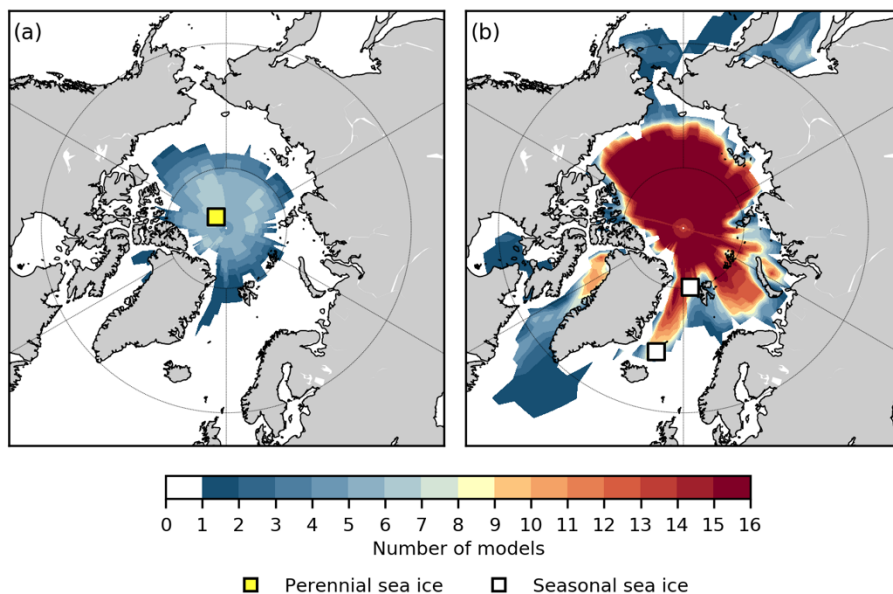 (a)
(b)
0 1 2 3 4 5 6 7 8 9 10 11 12 13 14 15 16
Number of models
Perennial sea ice
Seasonal sea ice